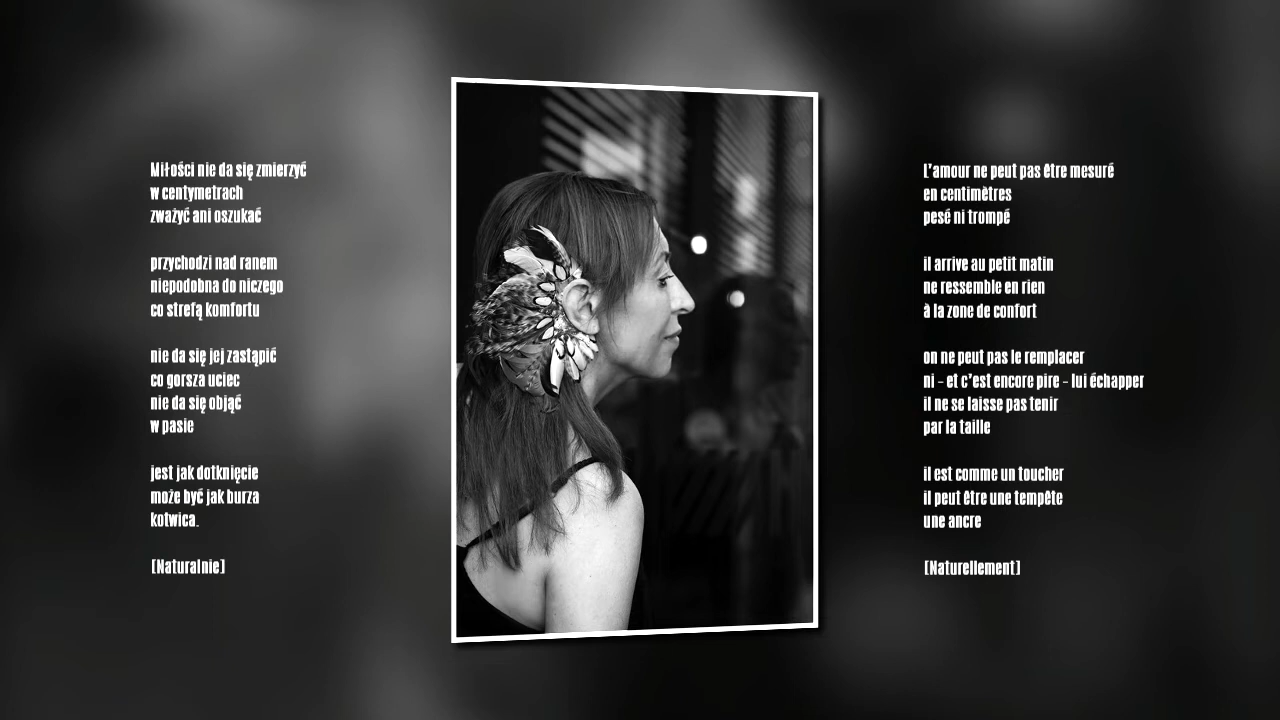 Miłości nie da się zmierzyć
w centymetrach
zważyć ani oszukać
przychodzi nad ranem
niepodobna do niczego
co strefą komfortu
nie da się jej zastąpić
co gorsza uciec
nie da się objąć
w pasie
jest jak dotknięcie
może być jak burza
kotwica.
[Naturalnie]
L’amour ne peut pas être mesuré
en centimètres
pesé ni trompé
il arrive au petit matin
ne ressemble en rien
à la zone de confort
on ne peut pas le remplacer
ni – et c’est encore pire – lui échapper
il ne se laisse pas tenir
par la taille
il est comme un toucher
il peut être une tempête
une ancre
[Naturellement]